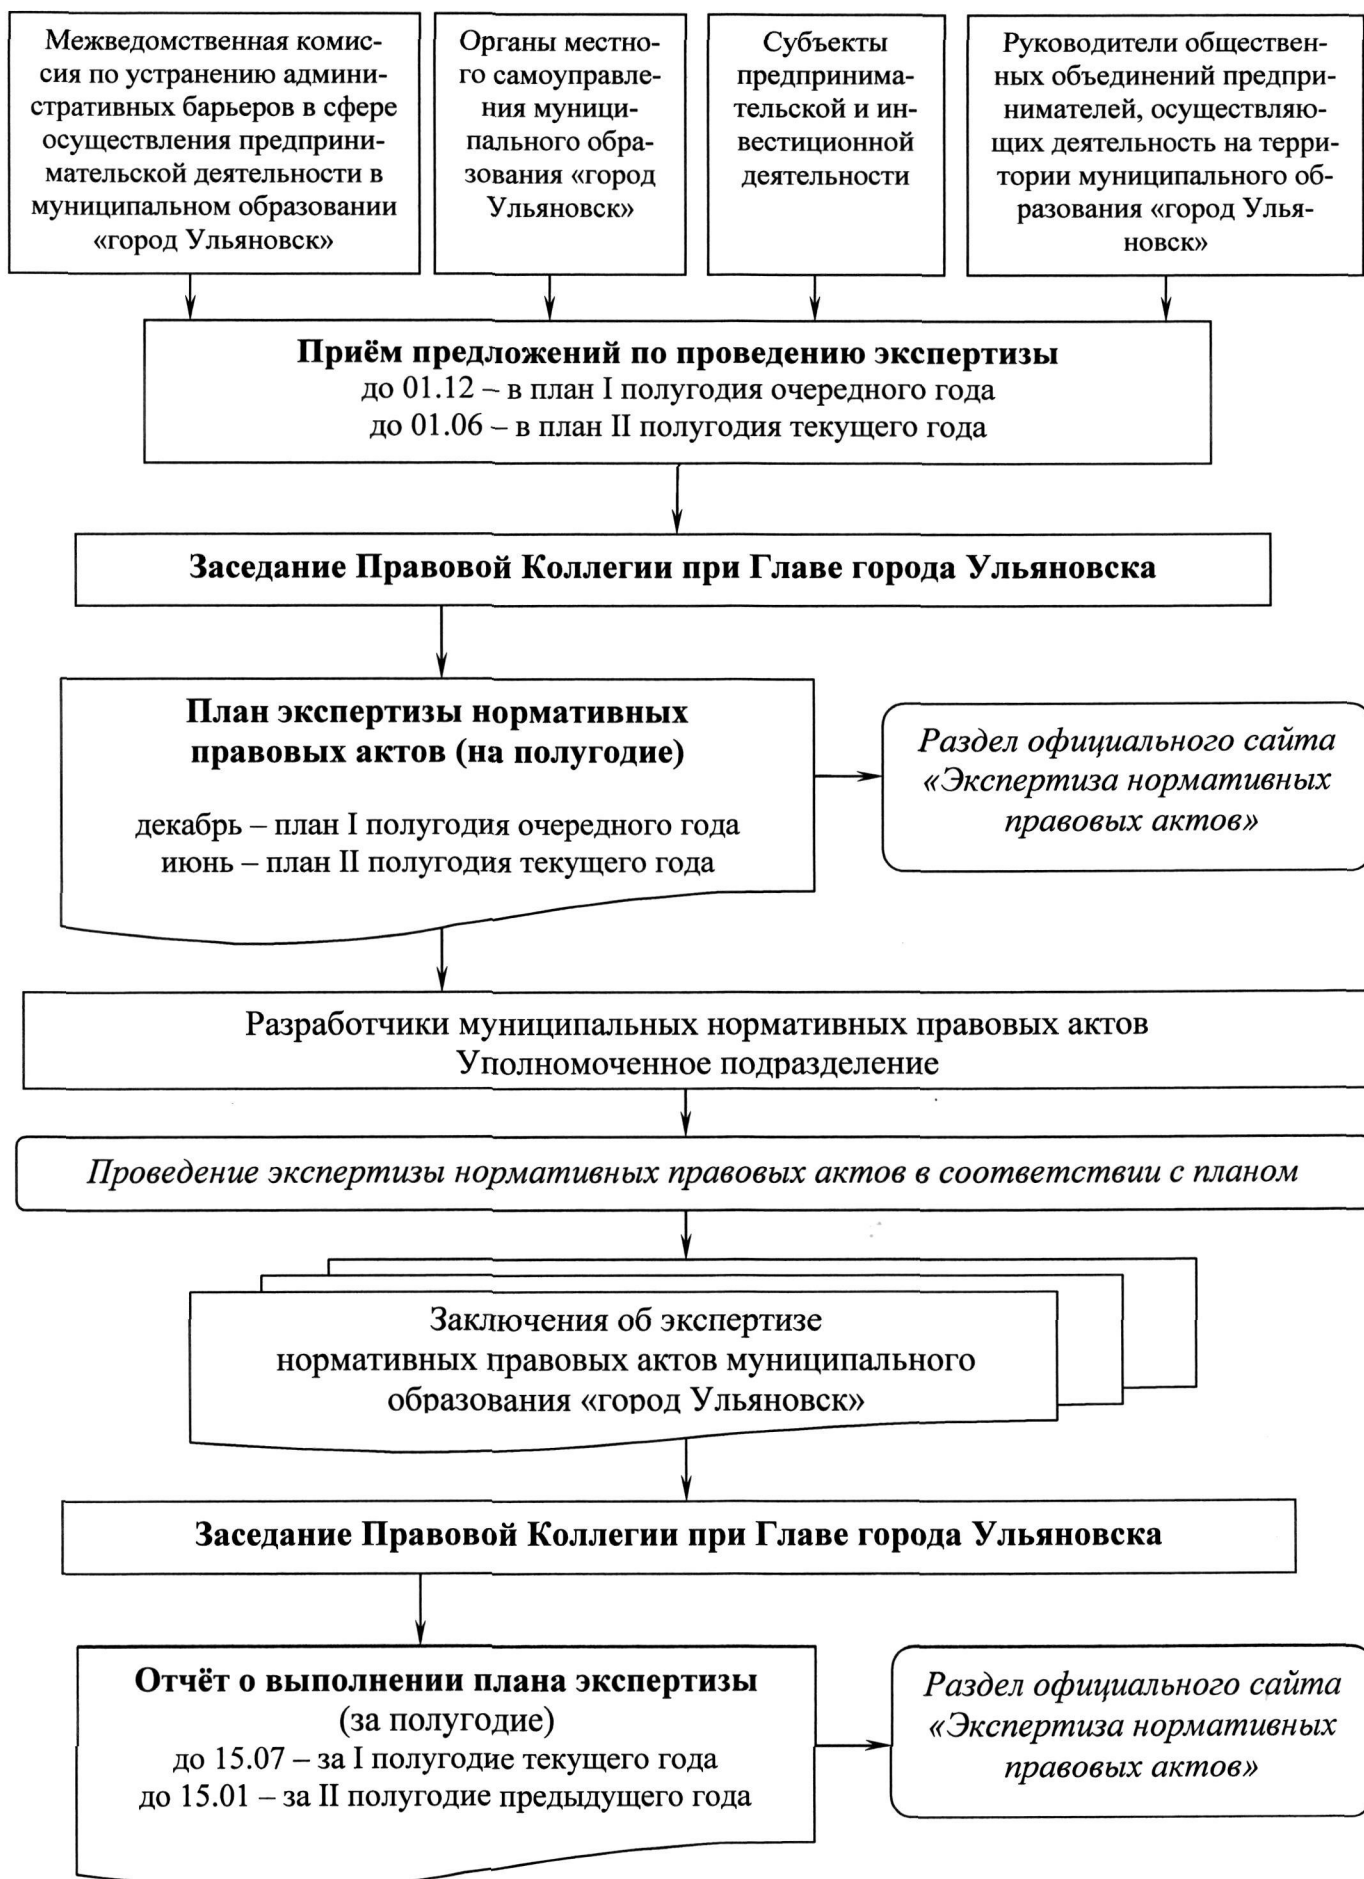 Межведомственная комис-
сия по устранению админи-
стративных барьеров в сфере
осуществления предприни-
мательской деятельности в
муниципальном образовании
«город Ульяновск»
Органы местно-
го самоуправле-
ния муници-
пального обра-
зования «город
Ульяновск»
Субъекты
предпринима-
тельской и ин-
вестиционной
деятельности
Руководители обществен-
ных объединений предпри-
нимателей, осуществляю-
щих деятельность на терри-
тории муниципального об-
разования «город Улья-
новск»
Приём предложений по проведению экспертизы
до 01.12 – в план I полугодия очередного года
до 01.06 – в план II полугодия текущего года
Заседание Правовой Коллегии при Главе города Ульяновска
План экспертизы нормативных
правовых актов (на полугодие)
декабрь – план I полугодия очередного года
июнь – план II полугодия текущего года
Раздел официального сайта
«Экспертиза нормативных
правовых актов»
Разработчики муниципальных нормативных правовых актов
Уполномоченное подразделение
Проведение экспертизы нормативных правовых актов в соответствии с планом
Заключения об экспертизе
нормативных правовых актов муниципального
образования «город Ульяновск»
Заседание Правовой Коллегии при Главе города Ульяновска
Отчёт о выполнении плана экспертизы
(за полугодие)
до 15.07 – за I полугодие текущего года
до 15.01 – за II полугодие предыдущего года
Раздел официального сайта
«Экспертиза нормативных
правовых актов»